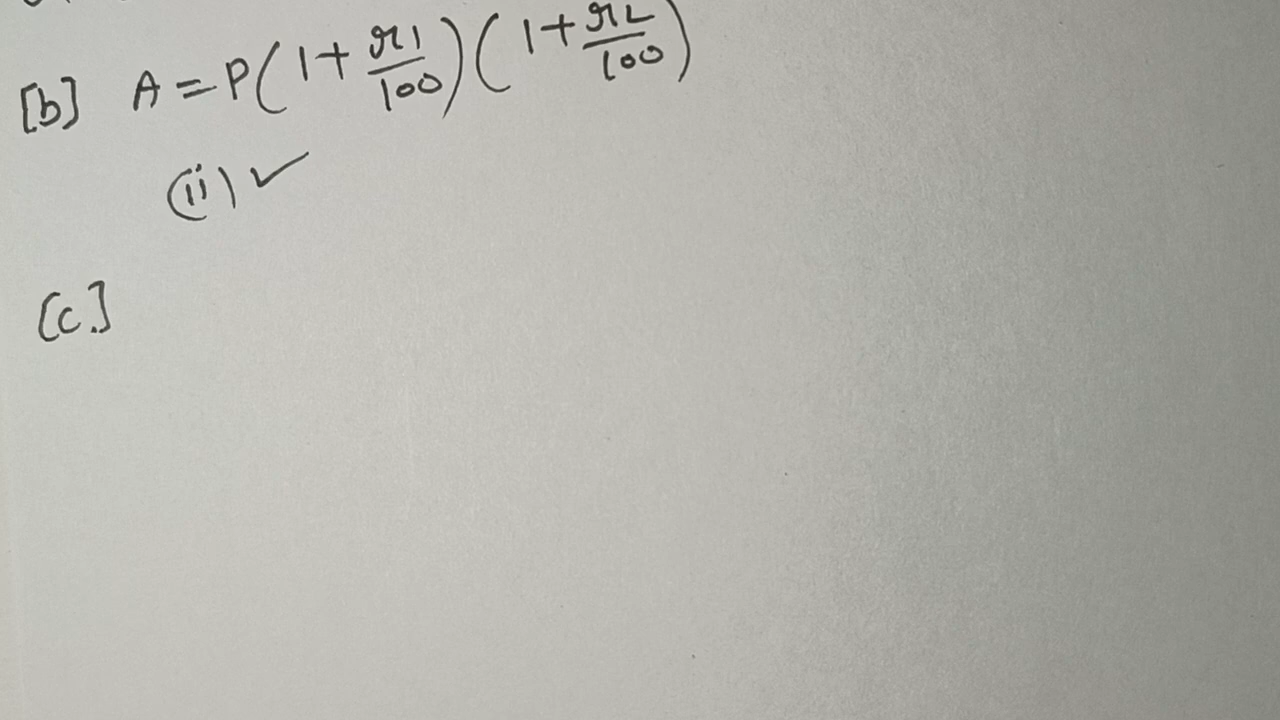 [b] A = P(1 + r1/100)(1 + r2/100)
(ii) ✓
[c.]